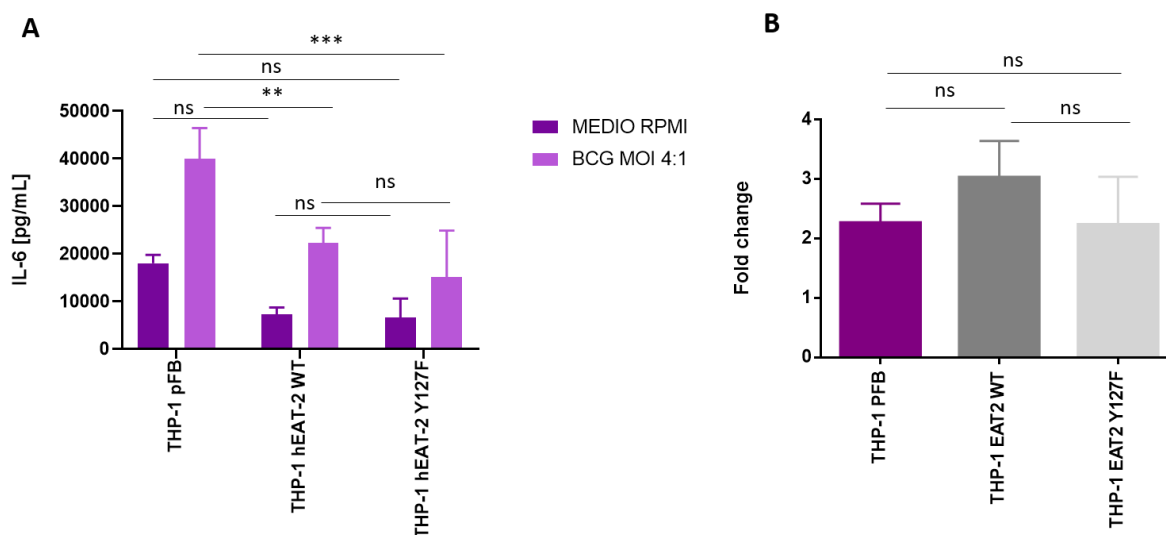 A
***
ns
ns
**
50000
40000
30000
20000
10000
0
IL-6 [pg/mL]
ns
ns
THP-1 pFB
THP-1 hEAT-2 WT
THP-1 hEAT-2 Y127F
MEDIO RPMI
BCG MOI 4:1
B
ns
ns
ns
4
3
2
1
0
Fold change
THP-1 PFB
THP-1 EAT2 WT
THP-1 EAT2 Y127F